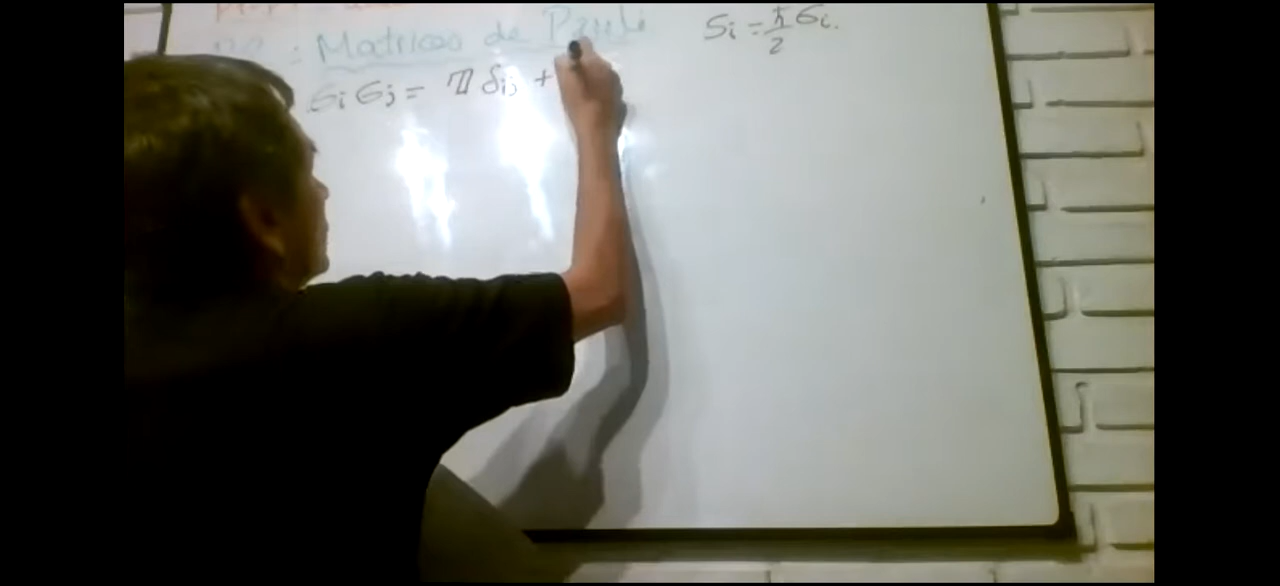 : Matrices de Pauli
Si = ħ/2 σi.
σi σj = 𝟙 δij +